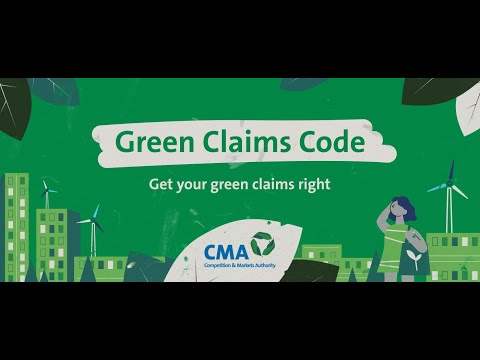 Green Claims Code
Get your green claims right
CMA
Competition & Markets Authority